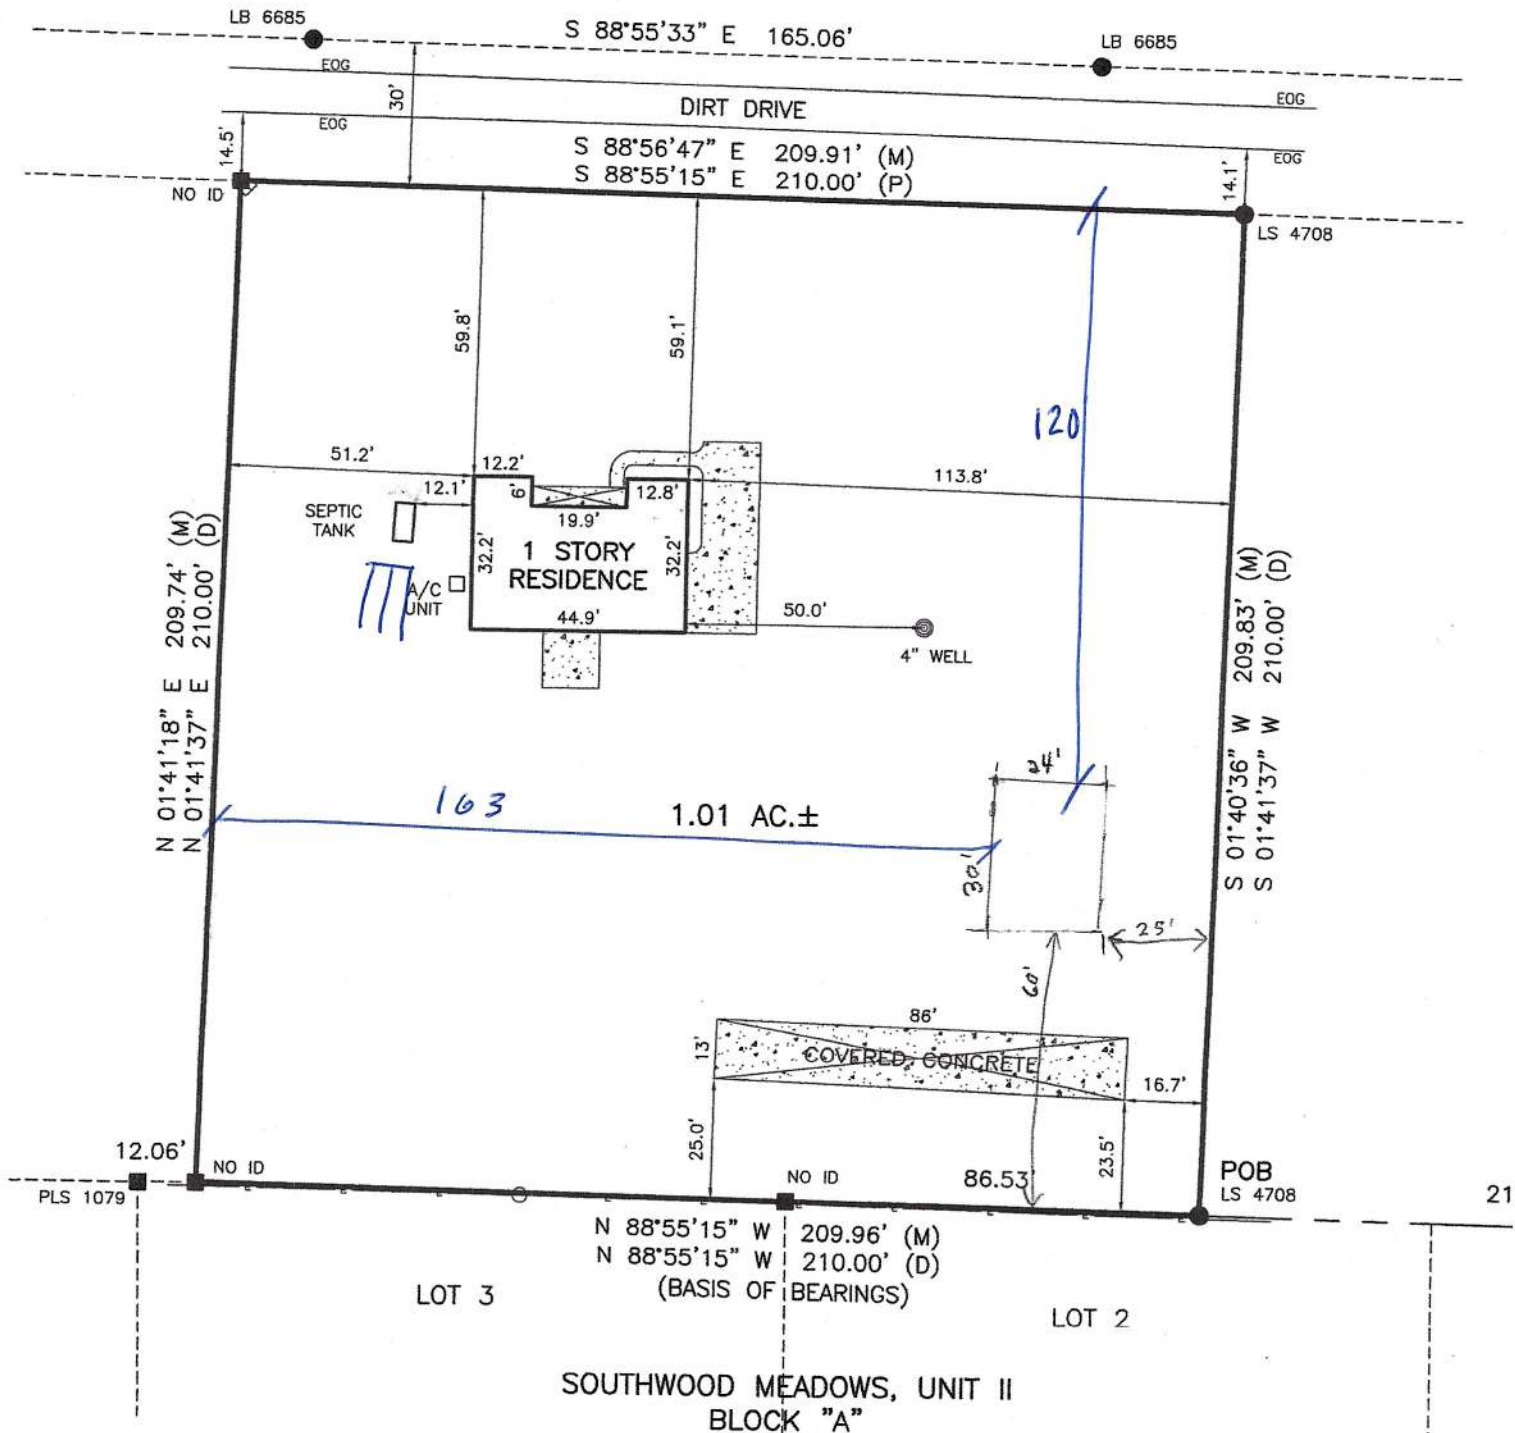 LB 6685
S 88°55'33" E 165.06'
LB 6685
EOG
EOG
30'
DIRT DRIVE
EOG
EOG
14.5'
S 88°56'47" E 209.91' (M)
S 88°55'15" E 210.00' (P)
14.1'
NO ID
LS 4708
59.8'
59.1'
120
51.2'
12.2'
113.8'
12.1'
6'
12.8'
SEPTIC
TANK
19.9'
1 STORY
RESIDENCE
32.2'
32.2'
A/C
UNIT
44.9'
50.0'
4" WELL
N 01°41'18" E 209.74' (M)
N 01°41'37" E 210.00' (D)
S 01°40'36" W 209.83' (M)
S 01°41'37" W 210.00' (D)
24'
163
1.01 AC.±
30'
25'
60'
86'
13'
COVERED CONCRETE
16.7'
25.0'
23.5'
12.06'
NO ID
NO ID
86.53
POB
LS 4708
PLS 1079
21
N 88°55'15" W 209.96' (M)
N 88°55'15" W 210.00' (D)
(BASIS OF BEARINGS)
LOT 3
LOT 2
SOUTHWOOD MEADOWS, UNIT II
BLOCK "A"